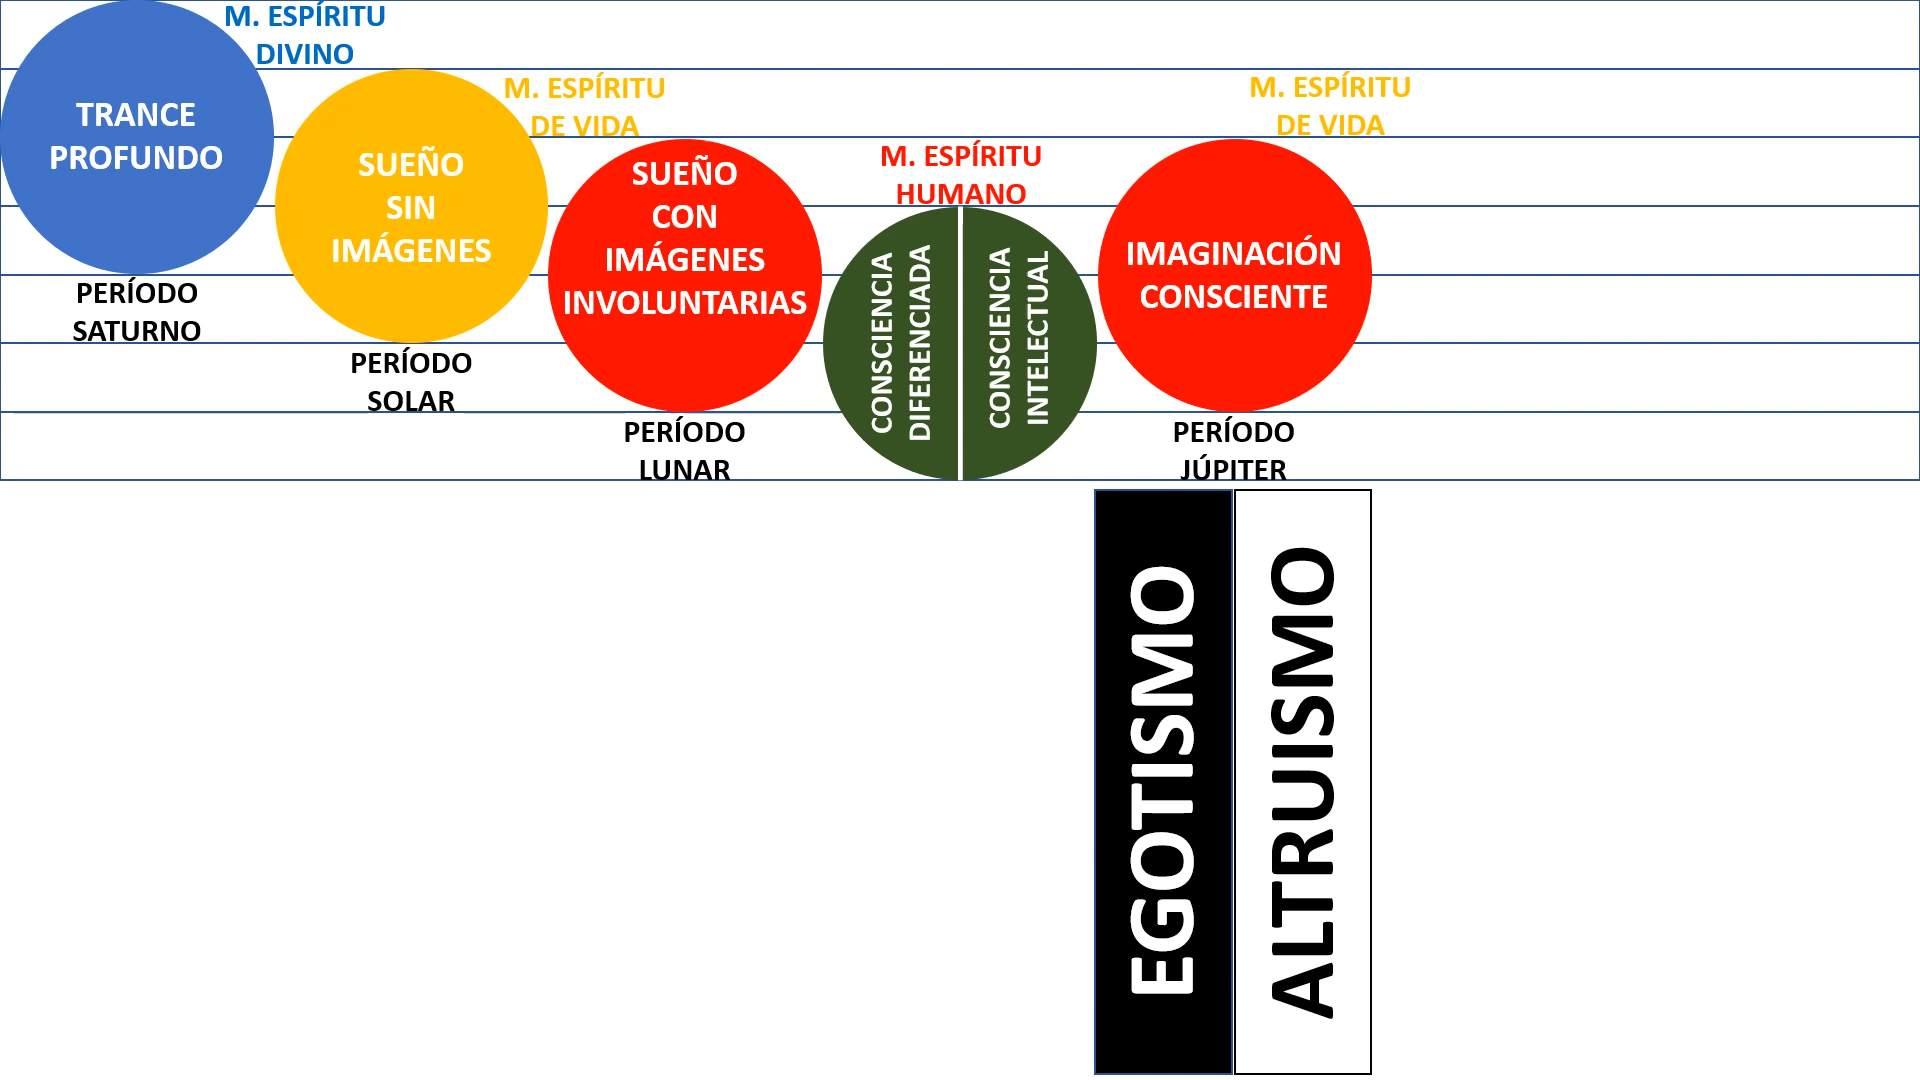 M. ESPÍRITU
DIVINO
TRANCE
PROFUNDO
PERÍODO
SATURNO
M. ESPÍRITU
DE VIDA
SUEÑO
SIN
IMÁGENES
PERÍODO
SOLAR
SUEÑO
CON
IMÁGENES
INVOLUNTARIAS
PERÍODO
LUNAR
M. ESPÍRITU
HUMANO
CONSCIENCIA
DIFERENCIADA
CONSCIENCIA
INTELECTUAL
M. ESPÍRITU
DE VIDA
IMAGINACIÓN
CONSCIENTE
PERÍODO
JÚPITER
EGOTISMO
ALTRUISMO